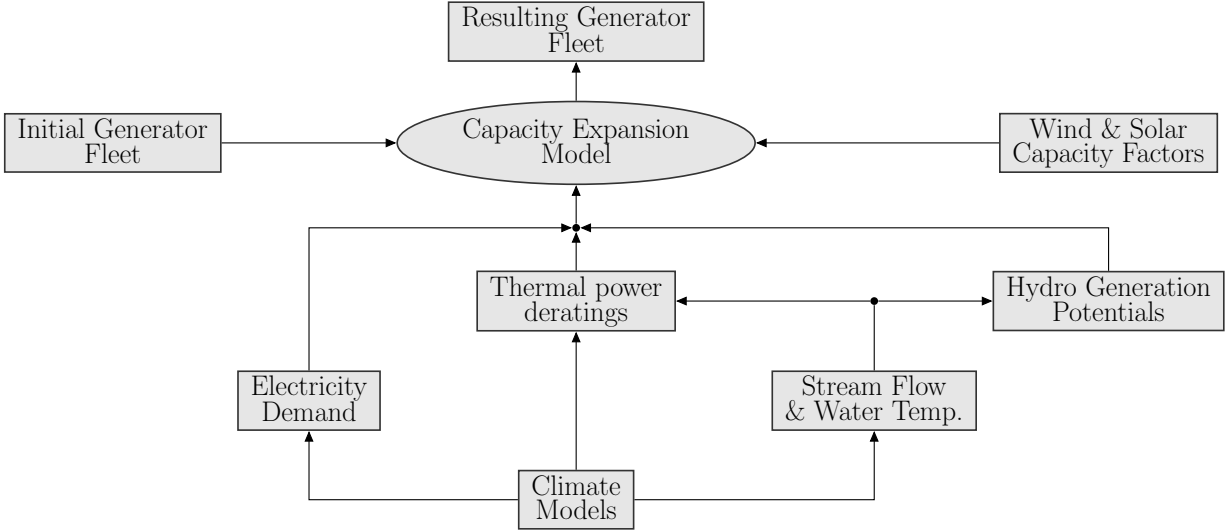 Resulting Generator
Fleet
Initial Generator
Fleet
Capacity Expansion
Model
Wind & Solar
Capacity Factors
Thermal power
deratings
Hydro Generation
Potentials
Electricity
Demand
Stream Flow
& Water Temp.
Climate
Models